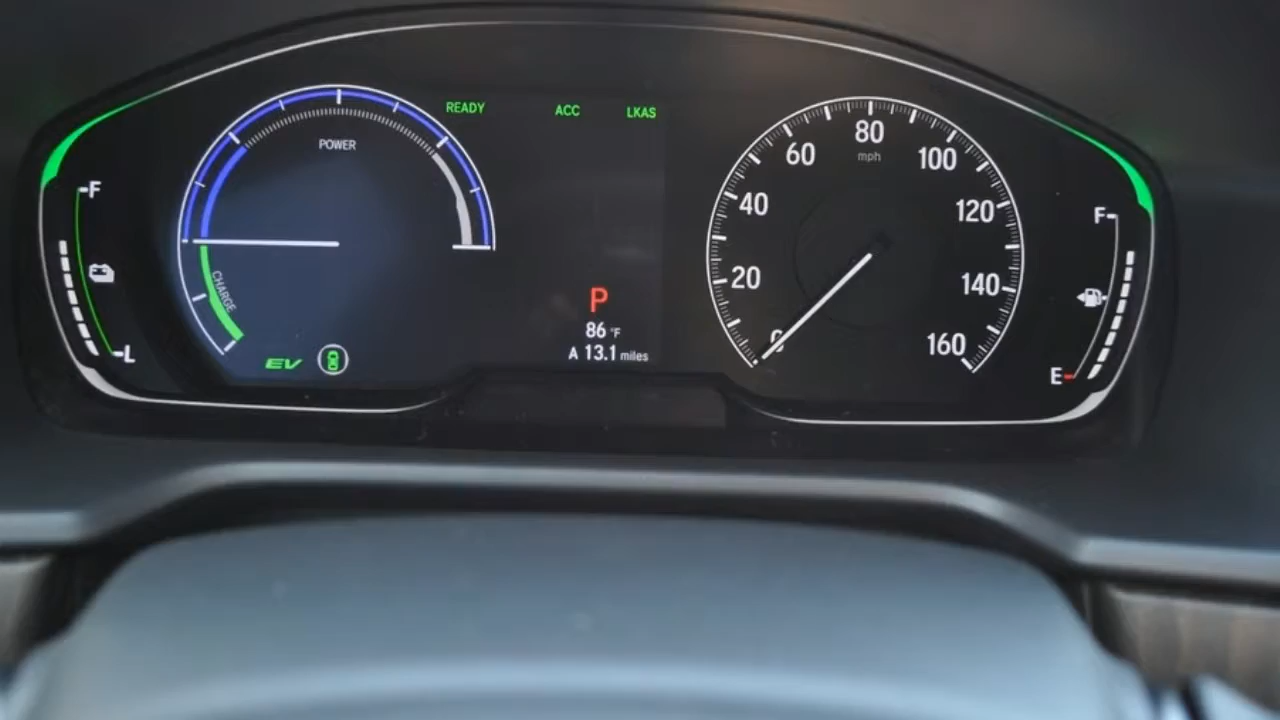 READY ACC LKAS
POWER
F
L
CHARGE
EV
P
86 °F
A 13.1 miles
0
20
40
60
80
mph
100
120
140
160
F
E